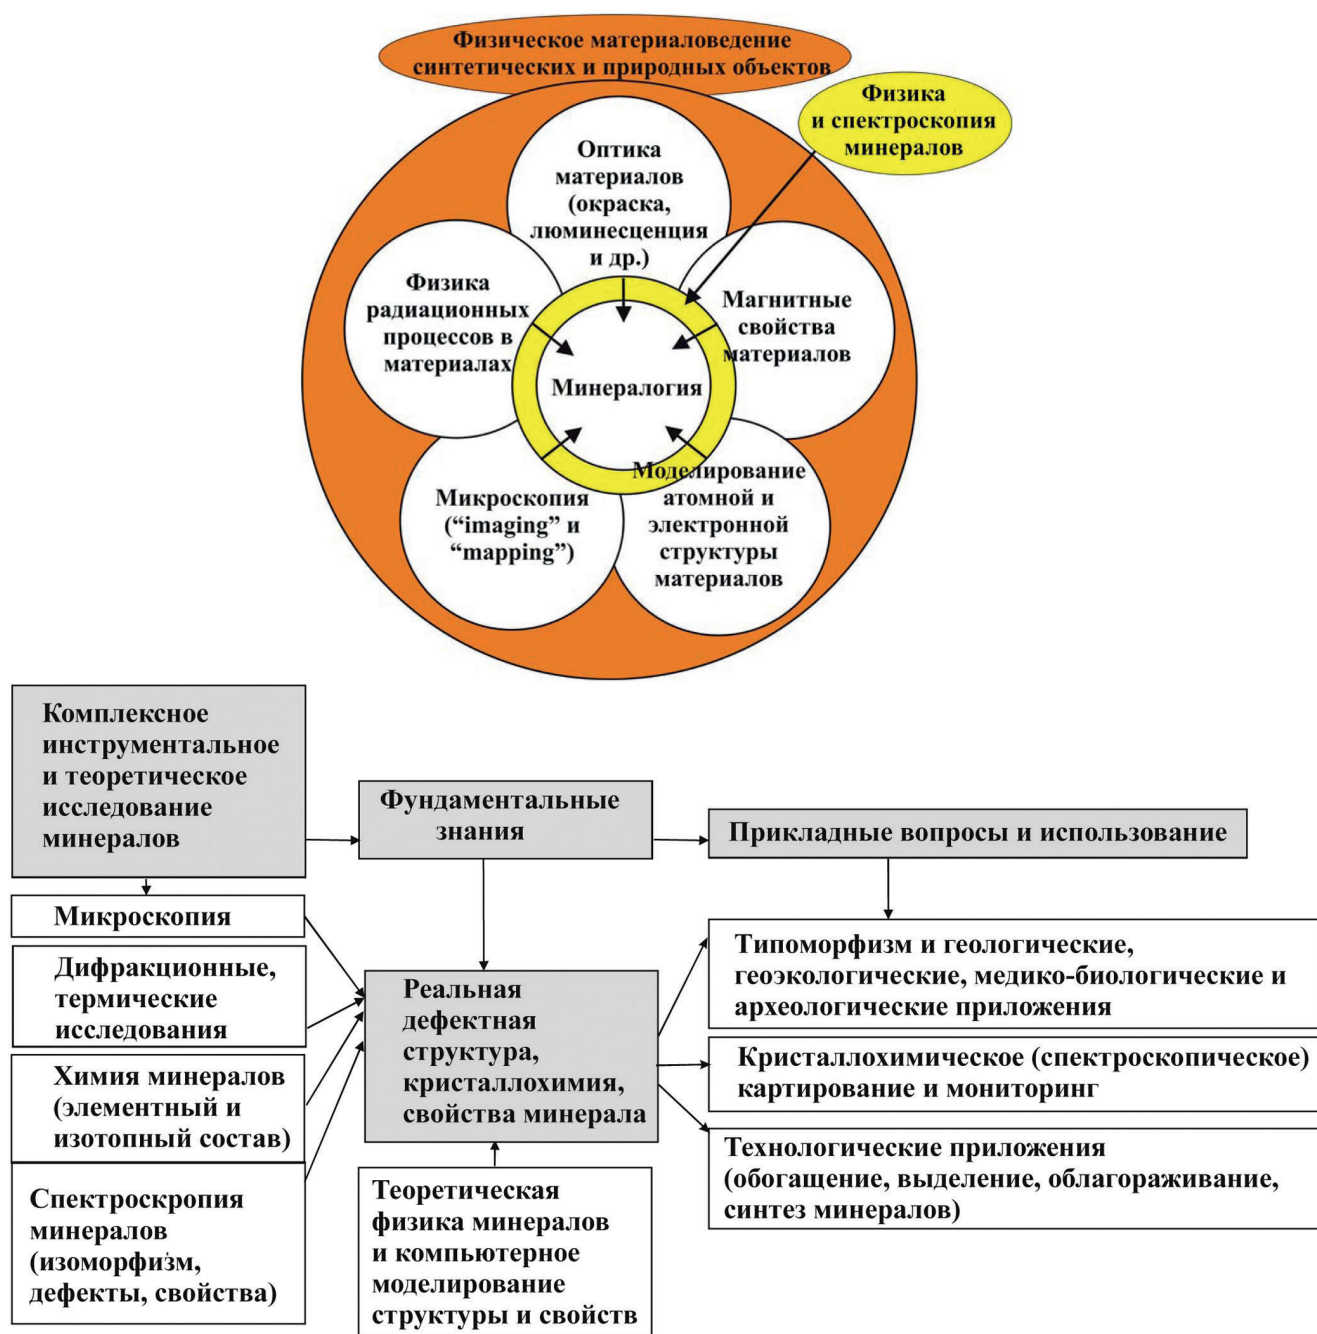 Физическое материаловедение
синтетических и природных объектов
Физика
и спектроскопия
минералов
Оптика
материалов
(окраска,
люминесценция
и др.)
Физика
радиационных
процессов в
материалах
Магнитные
свойства
материалов
Минералогия
Микроскопия
(“imaging” и
“mapping”)
Моделирование
атомной и
электронной
структуры
материалов
Комплексное
инструментальное
и теоретическое
исследование
минералов
Фундаментальные
знания
Прикладные вопросы и использование
Микроскопия
Дифракционные,
термические
исследования
Химия минералов
(элементный и
изотопный состав)
Спектроскропия
минералов
(изоморфизм,
дефекты, свойства)
Реальная
дефектная
структура,
кристаллохимия,
свойства минерала
Теоретическая
физика минералов
и компьютерное
моделирование
структуры и свойств
Типоморфизм и геологические,
геоэкологические, медико-биологические и
археологические приложения
Кристаллохимическое (спектроскопическое)
картирование и мониторинг
Технологические приложения
(обогащение, выделение, облагораживание,
синтез минералов)